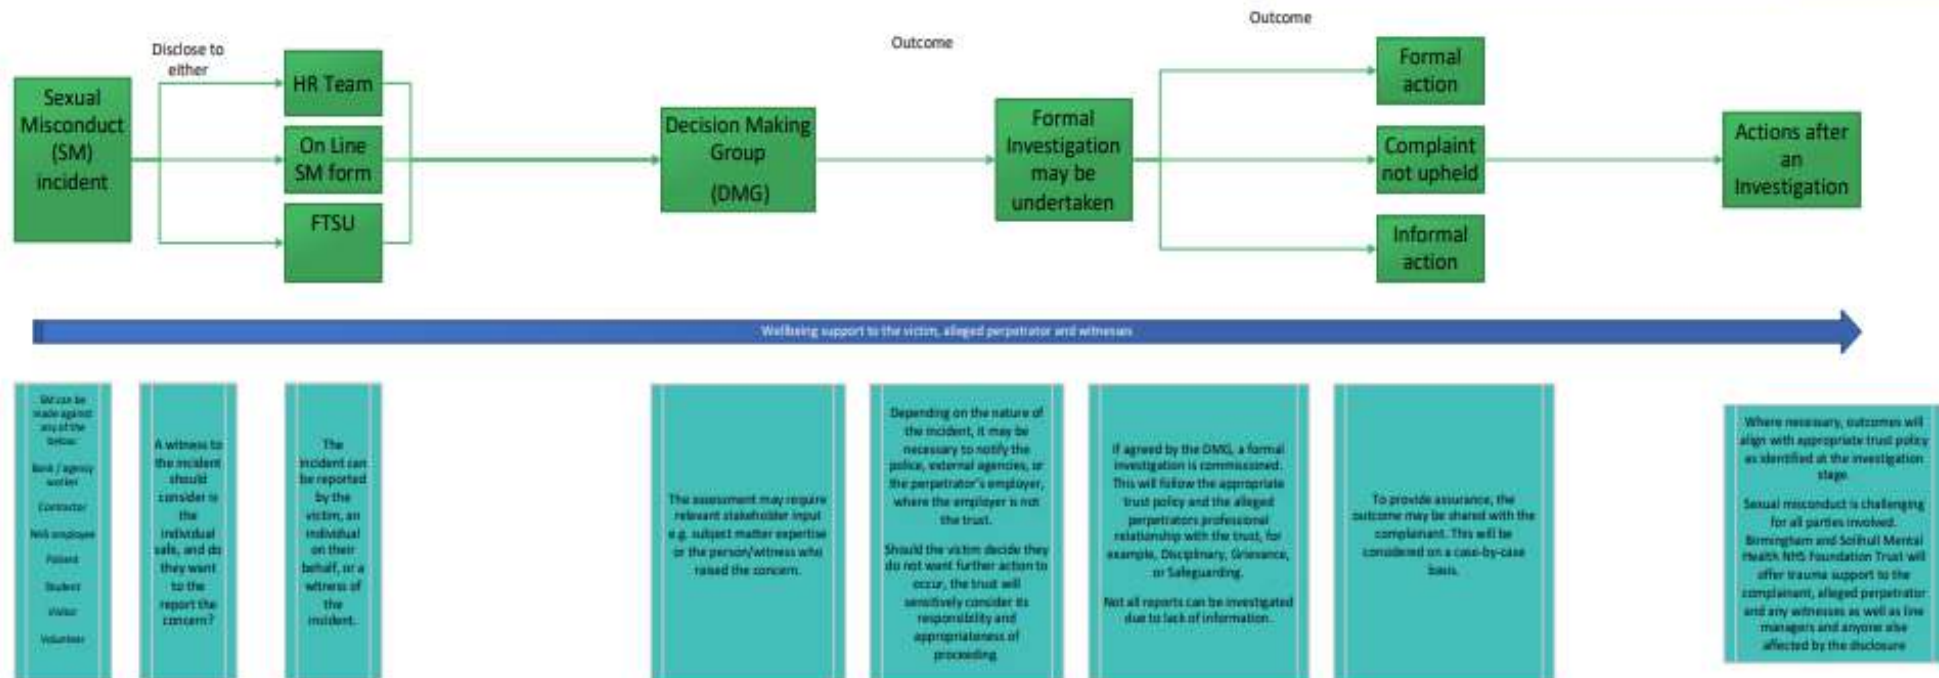 Disclose to
either
Outcome
Outcome
Sexual
Misconduct
(SM)
incident
HR Team
On Line
SM form
FTSU
Decision Making
Group
(DMG)
Formal
Investigation
may be
undertaken
Formal
action
Complaint
not upheld
Informal
action
Actions after
an
Investigation
Wellbeing support to the victim, alleged perpetrator and witnesses
SM can be
made against
any of the
below:
Bank / agency
worker
Contractor
NHS employee
Patient
Student
Visitor
Volunteer
A witness to
the incident
should
consider is
the
individual
safe, and do
they want
to the
report the
concern?
The
incident can
be reported
by the
victim, an
individual
on their
behalf, or a
witness of
the
incident.
The assessment may require
relevant stakeholder input
e.g. subject matter expertise
or the person/witness who
raised the concern.
Depending on the nature of
the incident, it may be
necessary to notify the
police, external agencies, or
the perpetrator's employer,
where the employer is not
the trust.
Should the victim decide they
do not want further action to
occur, the trust will
sensitively consider its
responsibility and
appropriateness of
proceeding
If agreed by the DMG, a formal
investigation is commissioned.
This will follow the appropriate
trust policy and the alleged
perpetrators professional
relationship with the trust, for
example, Disciplinary, Grievance,
or Safeguarding.
Not all reports can be investigated
due to lack of information.
To provide assurance, the
outcome may be shared with the
complainant. This will be
considered on a case-by-case
basis.
Where necessary, outcomes will
align with appropriate trust policy
as identified at the investigation
stage.
Sexual misconduct is challenging
for all parties involved.
Birmingham and Solihull Mental
Health NHS Foundation Trust will
offer trauma support to the
complainant, alleged perpetrator
and any witnesses as well as line
managers and anyone else
affected by the disclosure